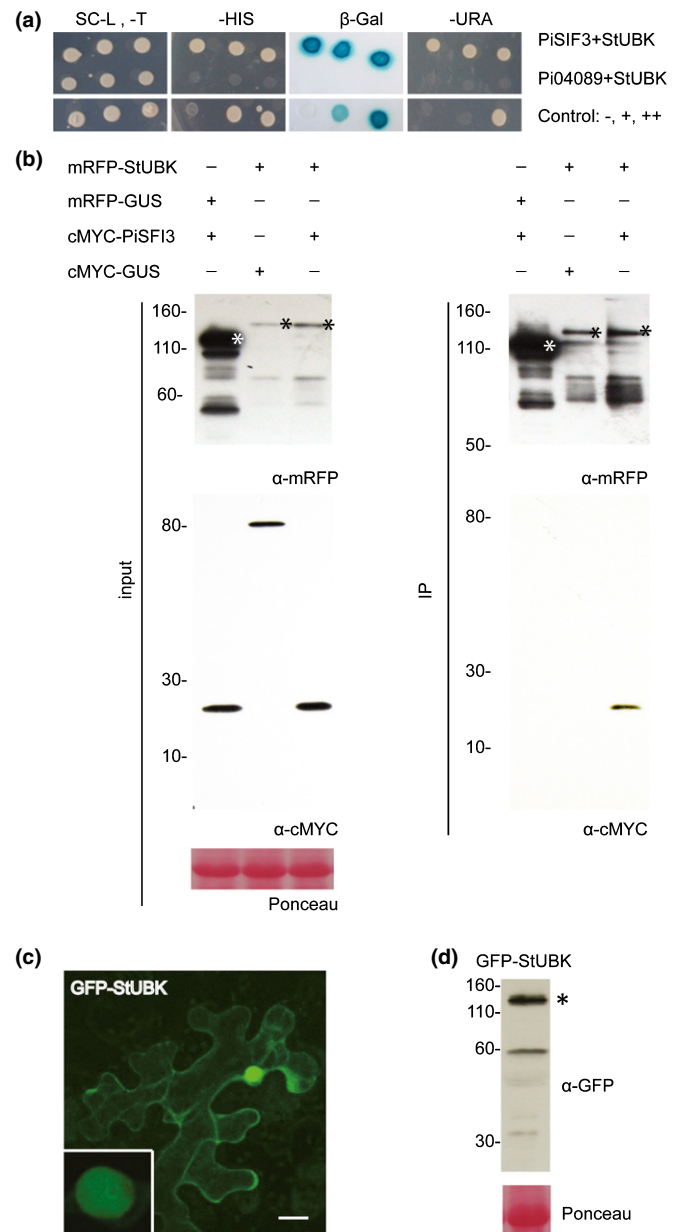 (a)
SC-L , -T -HIS β-Gal -URA
PiSIF3+StUBK
Pi04089+StUBK
Control: -, +, ++
(b)
mRFP-StUBK – + + – + +
mRFP-GUS + – – + – –
cMYC-PiSFI3 + – + + – +
cMYC-GUS – + – – + –
input
160-
110-
60-
* * *
α-mRFP
80-
30-
10-
α-cMYC
Ponceau
IP
160-
110-
50-
* * *
α-mRFP
80-
30-
10-
α-cMYC
(c)
GFP-StUBK
(d)
GFP-StUBK
160-
110-
60-
30-
*
α-GFP
Ponceau